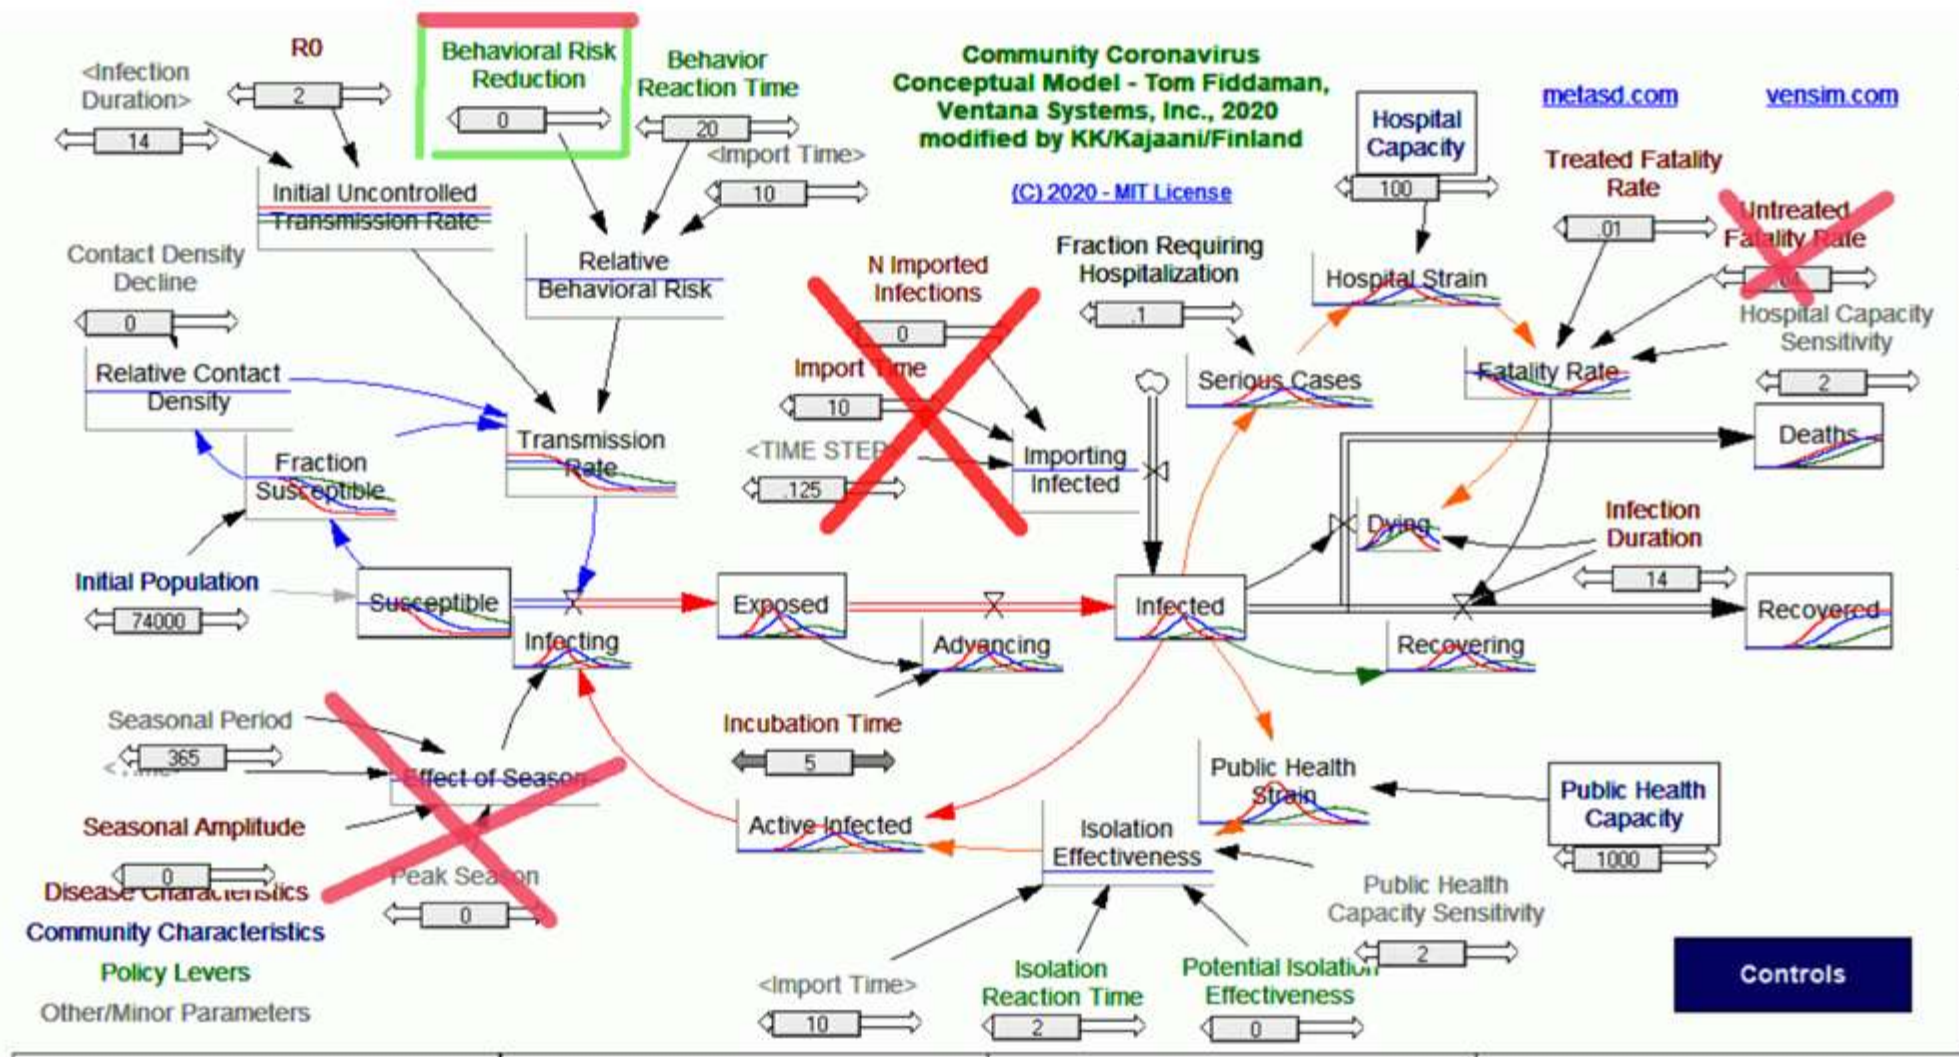 <Infection
Duration>
14
R0
2
Behavioral Risk
Reduction
0
Behavior
Reaction Time
20
<Import Time>
10
Community Coronavirus
Conceptual Model - Tom Fiddaman,
Ventana Systems, Inc., 2020
modified by KK/Kajaani/Finland
(C) 2020 - MIT License
Hospital
Capacity
100
metasd.com
vensim.com
Treated Fatality
Rate
.01
Untreated
Fatality Rate
Hospital Capacity
Sensitivity
2
Initial Uncontrolled
Transmission Rate
Relative
Behavioral Risk
Contact Density
Decline
0
Relative Contact
Density
N Imported
Infections
0
Import Time
10
<TIME STEP
.125
Importing
Infected
Fraction Requiring
Hospitalization
.1
Hospital Strain
Serious Cases
Fatality Rate
Deaths
Transmission
Rate
Fraction
Susceptible
Dying
Infection
Duration
14
Initial Population
74000
Susceptible
Infecting
Exposed
Advancing
Infected
Recovering
Recovered
Incubation Time
5
Seasonal Period
365
Effect of Season
Seasonal Amplitude
0
Peak Season
0
Active Infected
Isolation
Effectiveness
Public Health
Strain
Public Health
Capacity
1000
Public Health
Capacity Sensitivity
2
<Import Time>
10
Isolation
Reaction Time
2
Potential Isolation
Effectiveness
0
Disease Characteristics
Community Characteristics
Policy Levers
Other/Minor Parameters
Controls